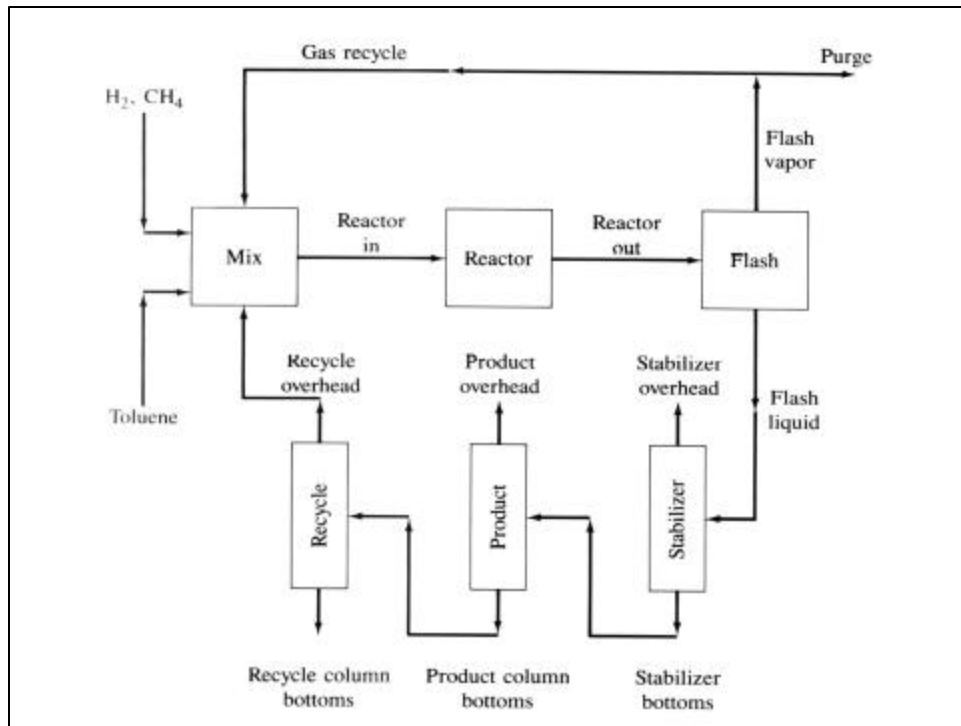 Gas recycle
Purge
H2, CH4
Flash
vapor
Reactor
in
Reactor
out
Mix
Reactor
Flash
Recycle
overhead
Product
overhead
Stabilizer
overhead
Flash
liquid
Toluene
Recycle
Product
Stabilizer
Recycle column
bottoms
Product column
bottoms
Stabilizer
bottoms